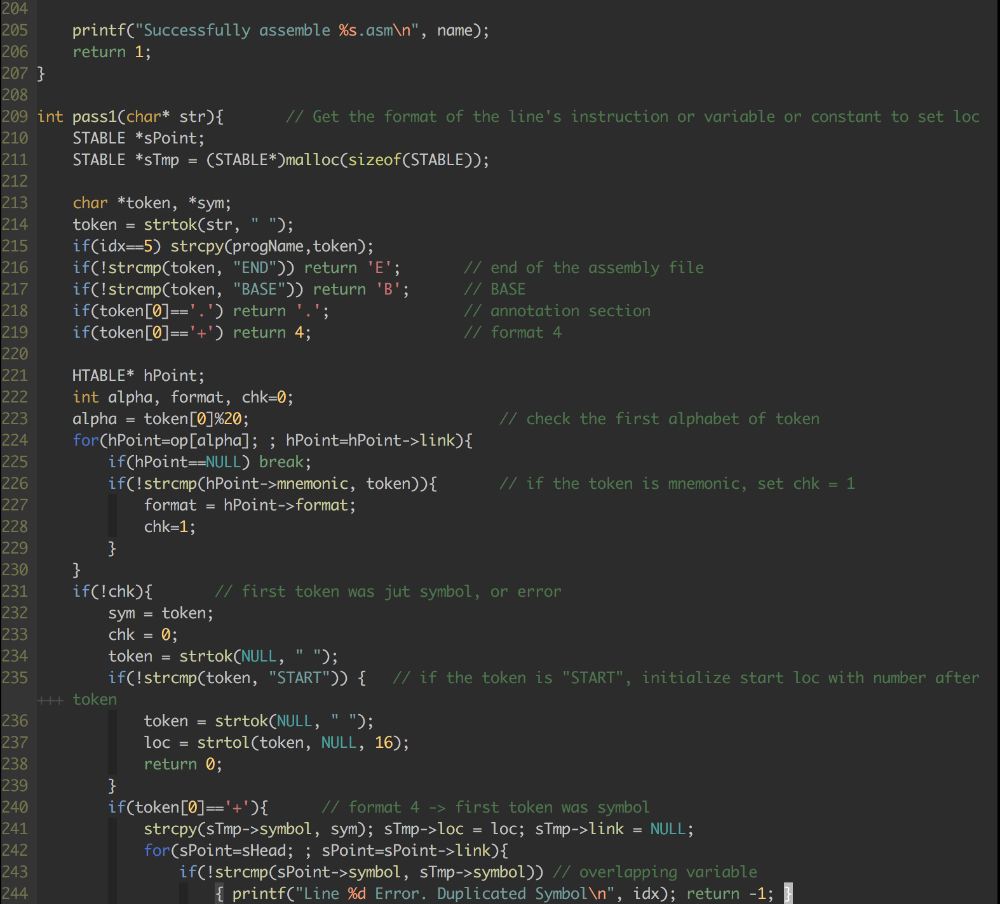 204
205     printf("Successfully assemble %s.asm\n", name);
206     return 1;
207 }
208
209 int pass1(char* str){       // Get the format of the line's instruction or variable or constant to set loc
210     STABLE *sPoint;
211     STABLE *sTmp = (STABLE*)malloc(sizeof(STABLE));
212
213     char *token, *sym;
214     token = strtok(str, " ");
215     if(idx==5) strcpy(progName,token);
216     if(!strcmp(token, "END")) return 'E';       // end of the assembly file
217     if(!strcmp(token, "BASE")) return 'B';      // BASE
218     if(token[0]=='.') return '.';               // annotation section
219     if(token[0]=='+') return 4;                 // format 4
220
221     HTABLE* hPoint;
222     int alpha, format, chk=0;
223     alpha = token[0]%20;                            // check the first alphabet of token
224     for(hPoint=op[alpha]; ; hPoint=hPoint->link){
225         if(hPoint==NULL) break;
226         if(!strcmp(hPoint->mnemonic, token)){       // if the token is mnemonic, set chk = 1
227             format = hPoint->format;
228             chk=1;
229         }
230     }
231     if(!chk){       // first token was jut symbol, or error
232         sym = token;
233         chk = 0;
234         token = strtok(NULL, " ");
235         if(!strcmp(token, "START")) {   // if the token is "START", initialize start loc with number after
+++ token
236             token = strtok(NULL, " ");
237             loc = strtol(token, NULL, 16);
238             return 0;
239         }
240         if(token[0]=='+'){      // format 4 -> first token was symbol
241             strcpy(sTmp->symbol, sym); sTmp->loc = loc; sTmp->link = NULL;
242             for(sPoint=sHead; ; sPoint=sPoint->link){
243                 if(!strcmp(sPoint->symbol, sTmp->symbol)) // overlapping variable
244                     { printf("Line %d Error. Duplicated Symbol\n", idx); return -1; }